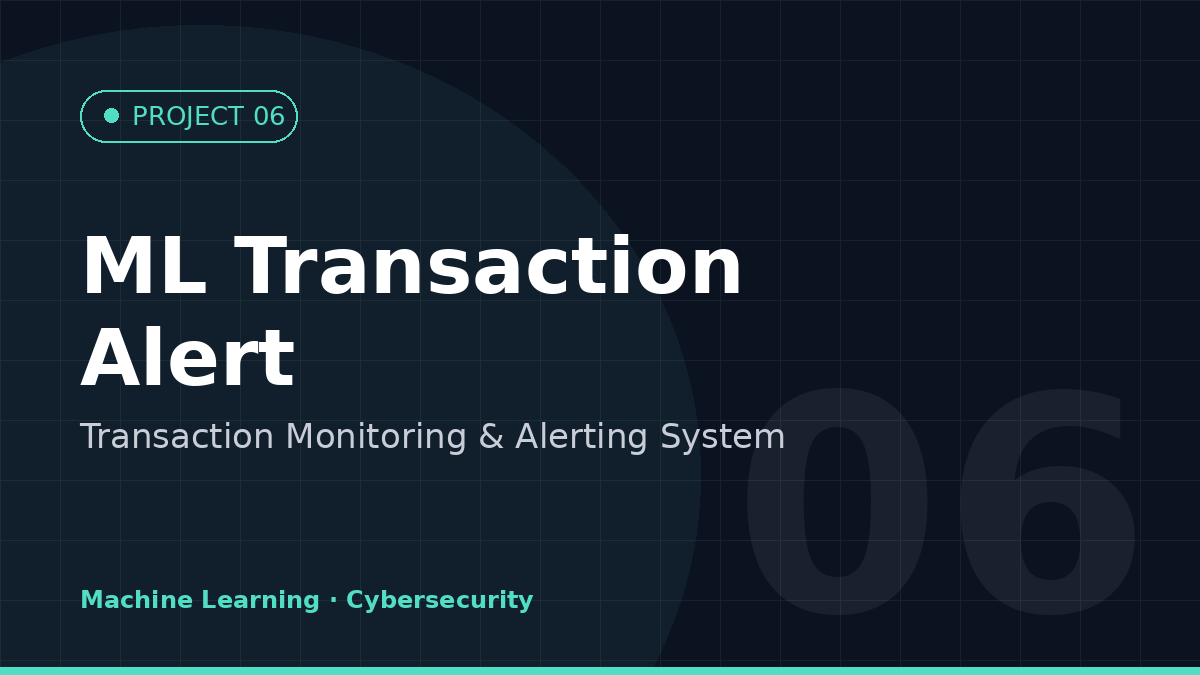 PROJECT 06
ML Transaction
Alert
Transaction Monitoring & Alerting System
06
Machine Learning · Cybersecurity